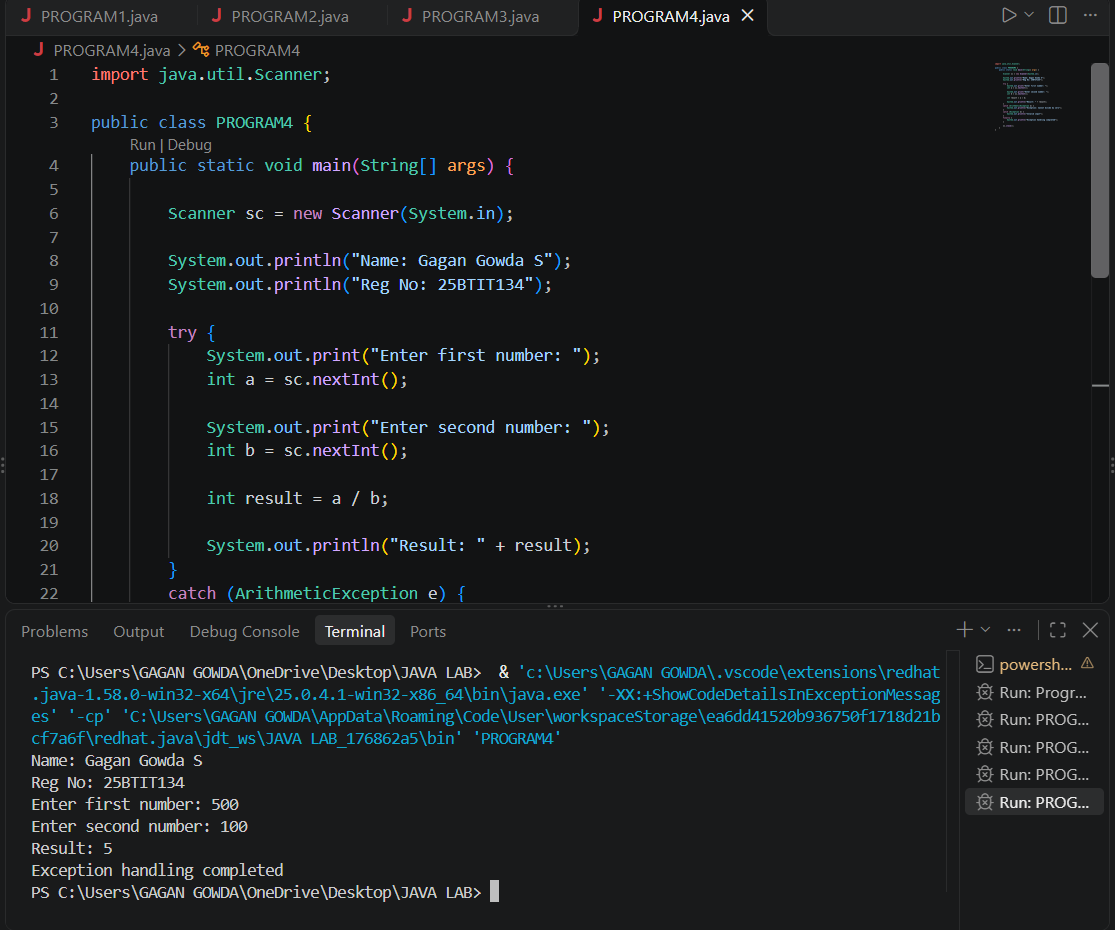 PROGRAM1.java PROGRAM2.java PROGRAM3.java PROGRAM4.java
PROGRAM4.java > PROGRAM4
1 import java.util.Scanner;
2
3 public class PROGRAM4 {
Run | Debug
4 public static void main(String[] args) {
5
6 Scanner sc = new Scanner(System.in);
7
8 System.out.println("Name: Gagan Gowda S");
9 System.out.println("Reg No: 25BTIT134");
10
11 try {
12 System.out.print("Enter first number: ");
13 int a = sc.nextInt();
14
15 System.out.print("Enter second number: ");
16 int b = sc.nextInt();
17
18 int result = a / b;
19
20 System.out.println("Result: " + result);
21 }
22 catch (ArithmeticException e) {
Problems Output Debug Console Terminal Ports
PS C:\Users\GAGAN GOWDA\OneDrive\Desktop\JAVA LAB> & 'c:\Users\GAGAN GOWDA\.vscode\extensions\redhat
.java-1.58.0-win32-x64\jre\25.0.4.1-win32-x86_64\bin\java.exe' '-XX:+ShowCodeDetailsInExceptionMessag
es' '-cp' 'C:\Users\GAGAN GOWDA\AppData\Roaming\Code\User\workspaceStorage\ea6dd41520b936750f1718d21b
cf7a6f\redhat.java\jdt_ws\JAVA LAB_176862a5\bin' 'PROGRAM4'
Name: Gagan Gowda S
Reg No: 25BTIT134
Enter first number: 500
Enter second number: 100
Result: 5
Exception handling completed
PS C:\Users\GAGAN GOWDA\OneDrive\Desktop\JAVA LAB>
powersh...
Run: Progr...
Run: PROG...
Run: PROG...
Run: PROG...
Run: PROG...